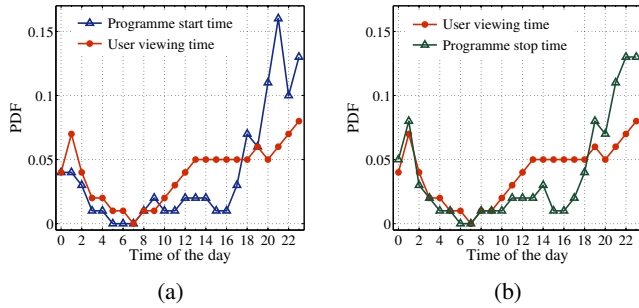 Programme start time
User viewing time
PDF
0.15
0.1
0.05
0
0 2 4 6 8 10 12 14 16 18 20 22
Time of the day
(a)
User viewing time
Programme stop time
PDF
0.15
0.1
0.05
0
0 2 4 6 8 10 12 14 16 18 20 22
Time of the day
(b)